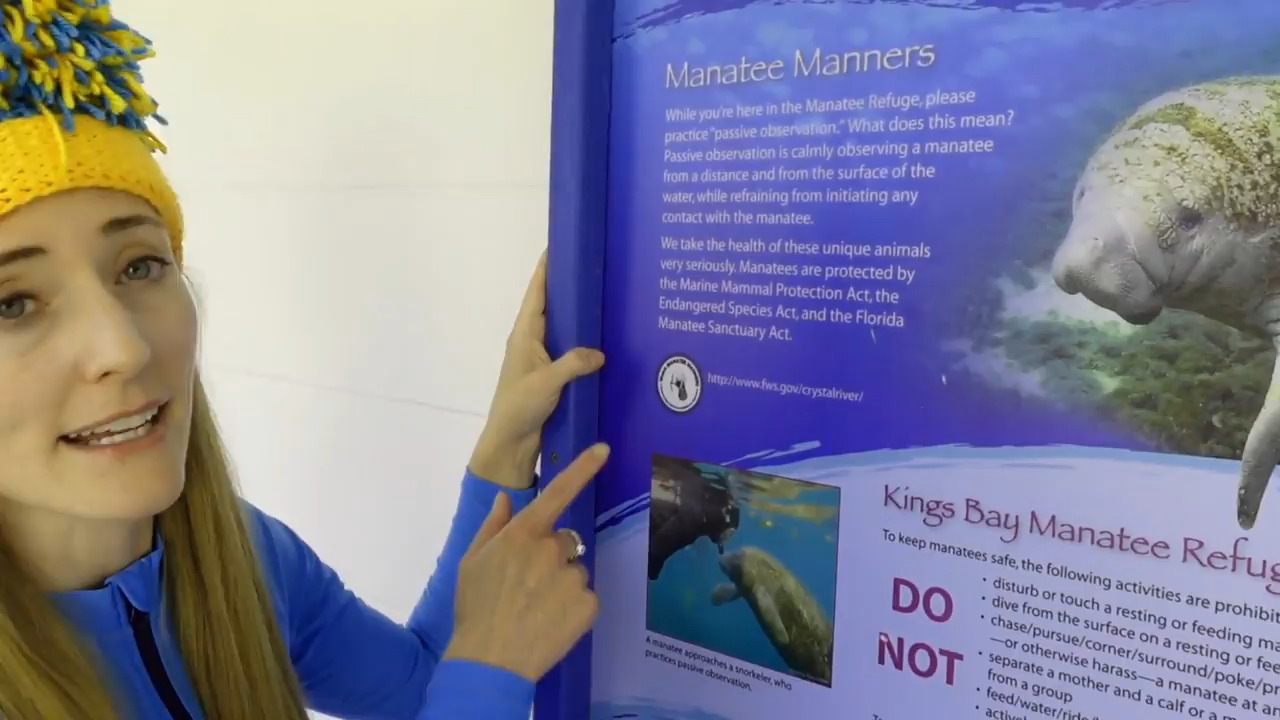 Manatee Manners
While you're here in the Manatee Refuge, please
practice "passive observation." What does this mean?
Passive observation is calmly observing a manatee
from a distance and from the surface of the
water, while refraining from initiating any
contact with the manatee.
We take the health of these unique animals
very seriously. Manatees are protected by
the Marine Mammal Protection Act, the
Endangered Species Act, and the Florida
Manatee Sanctuary Act.
http://www.fws.gov/crystalriver/
A manatee approaches a snorkeler, who
practices passive observation.
Kings Bay Manatee Refug
To keep manatees safe, the following activities are prohibit
DO
NOT
• disturb or touch a resting or feeding ma
• dive from the surface on a resting or fee
• chase/pursue/corner/surround/poke/pr
—or otherwise harass—a manatee at an
• separate a mother and a calf or a m
from a group
• feed/water/ride/
• activel